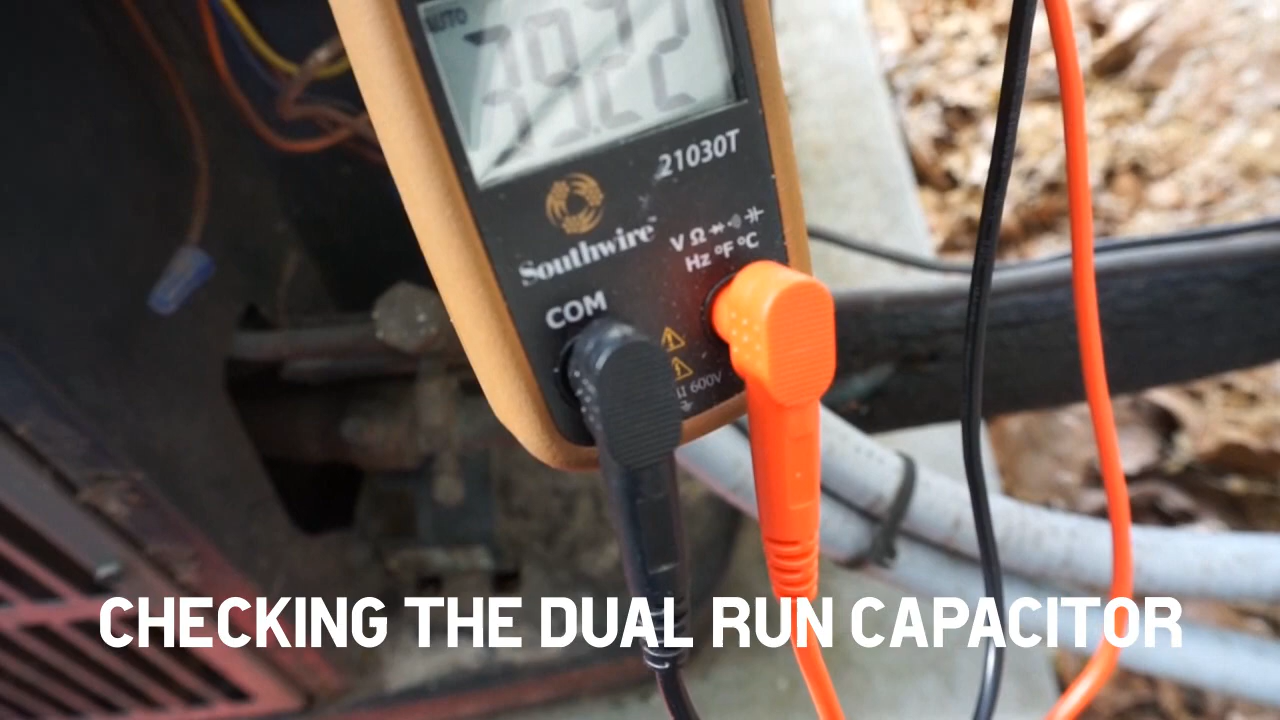 AUTO
39.22
21030T
Southwire
V Ω
Hz °F °C
COM
600V
CHECKING THE DUAL RUN CAPACITOR